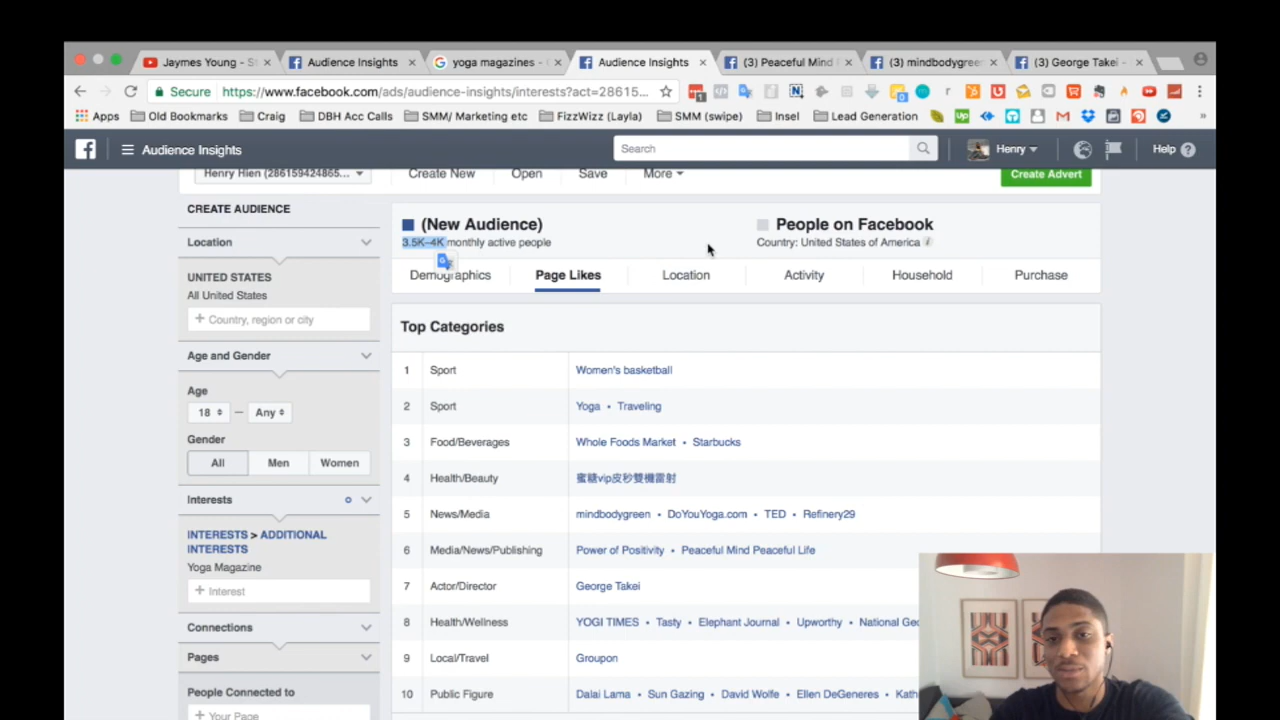 Jaymes Young - S
Audience Insights
yoga magazines -
Audience Insights
(3) Peaceful Mind
(3) mindbodygree
(3) George Takei -
Secure
https://www.facebook.com/ads/audience-insights/interests?act=28615...
Apps
Old Bookmarks
Craig
DBH Acc Calls
SMM/ Marketing etc
FizzWizz (Layla)
SMM (swipe)
Insel
Lead Generation
Audience Insights
Search
Henry
Help
Henry Hien (286159424865...
Create New
Open
Save
More
Create Advert
CREATE AUDIENCE
Location
UNITED STATES
All United States
+ Country, region or city
Age and Gender
Age
18 — Any
Gender
All
Men
Women
Interests
INTERESTS > ADDITIONAL
INTERESTS
Yoga Magazine
+ Interest
Connections
Pages
People Connected to
+ Your Page
(New Audience)
3.5K–4K monthly active people
People on Facebook
Country: United States of America
Demographics
Page Likes
Location
Activity
Household
Purchase
Top Categories
1 Sport Women's basketball
2 Sport Yoga • Traveling
3 Food/Beverages Whole Foods Market • Starbucks
4 Health/Beauty 蜜糖vip皮秒雙機雷射
5 News/Media mindbodygreen • DoYouYoga.com • TED • Refinery29
6 Media/News/Publishing Power of Positivity • Peaceful Mind Peaceful Life
7 Actor/Director George Takei
8 Health/Wellness YOGI TIMES • Tasty • Elephant Journal • Upworthy • National Geo
9 Local/Travel Groupon
10 Public Figure Dalai Lama • Sun Gazing • David Wolfe • Ellen DeGeneres • Kath